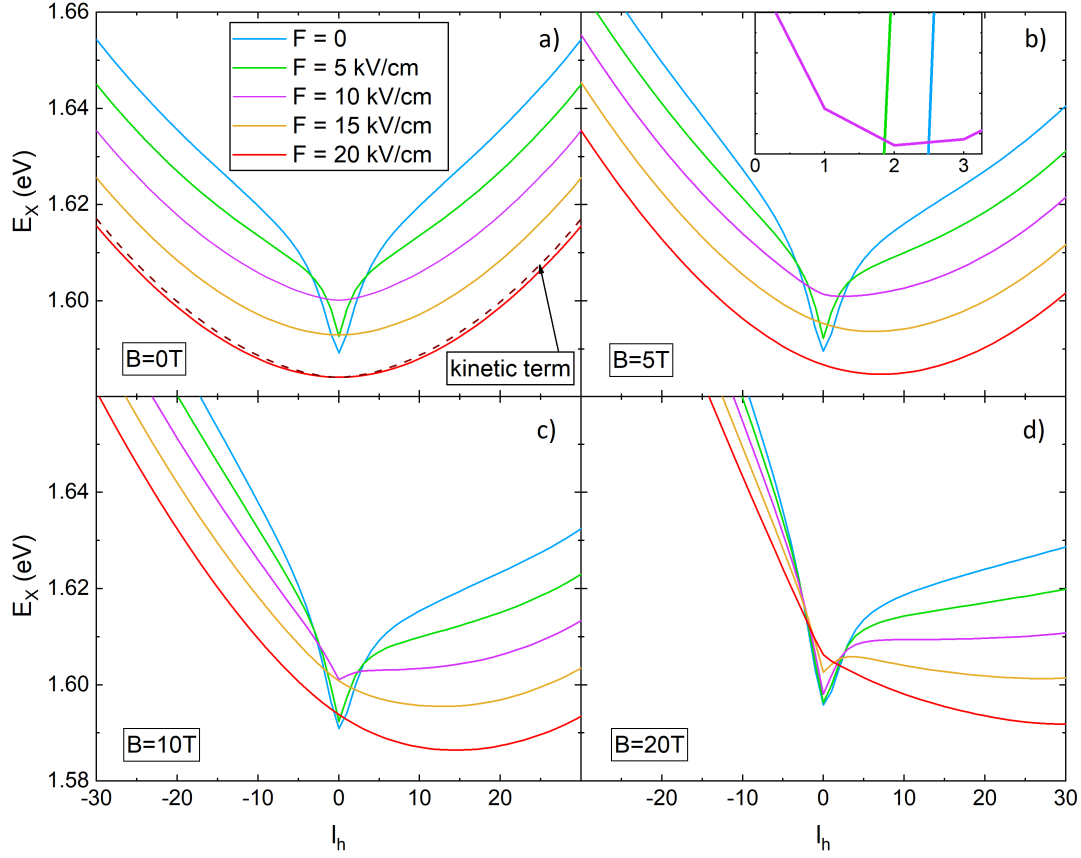 1.66
a)
F = 0
F = 5 kV/cm
F = 10 kV/cm
F = 15 kV/cm
F = 20 kV/cm
1.64
1.62
1.60
E_X (eV)
kinetic term
B=0T
b)
0 1 2 3
B=5T
c)
1.64
1.62
1.60
1.58
E_X (eV)
B=10T
-30 -20 -10 0 10 20
l_h
d)
B=20T
-20 -10 0 10 20 30
l_h